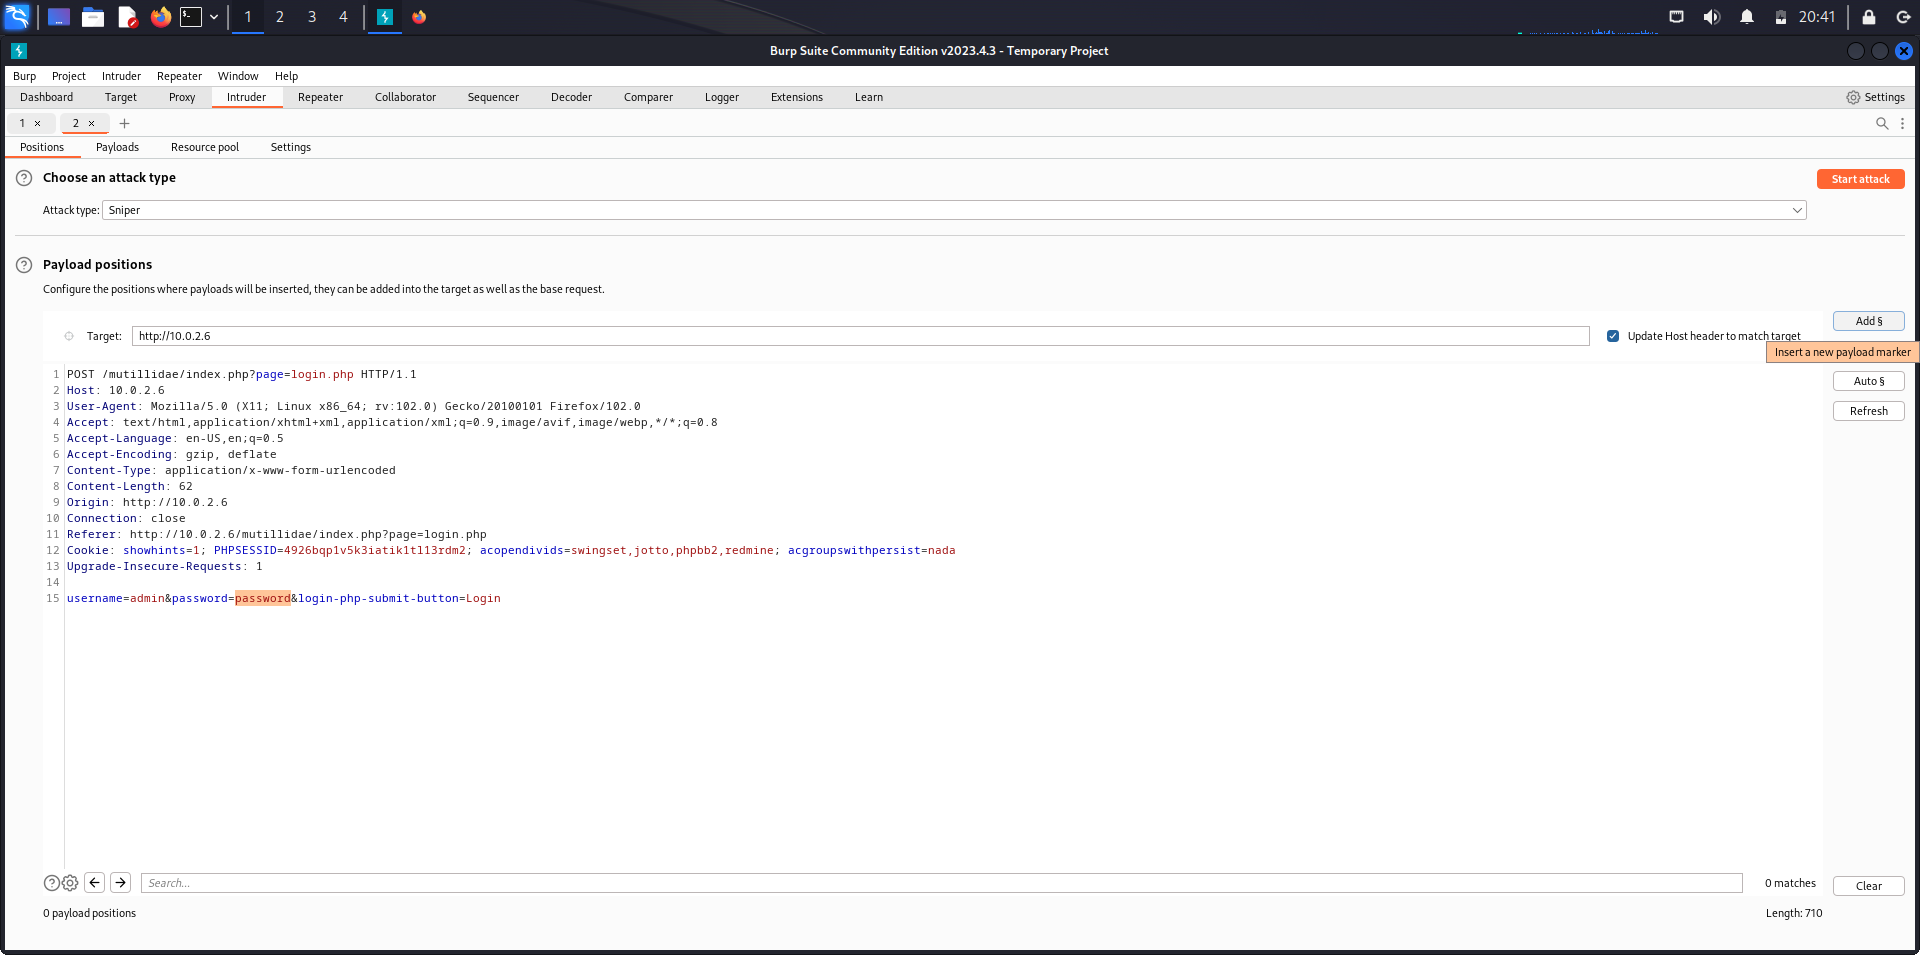 1 2 3 4 20:41
Burp Suite Community Edition v2023.4.3 - Temporary Project
Burp Project Intruder Repeater Window Help
Dashboard Target Proxy Intruder Repeater Collaborator Sequencer Decoder Comparer Logger Extensions Learn Settings
1 × 2 × +
Positions Payloads Resource pool Settings
? Choose an attack type Start attack
Attack type: Sniper
? Payload positions
Configure the positions where payloads will be inserted, they can be added into the target as well as the base request.
Add §
Target: http://10.0.2.6 Update Host header to match target
Insert a new payload marker
1 POST /mutillidae/index.php?page=login.php HTTP/1.1
Auto §
2 Host: 10.0.2.6
3 User-Agent: Mozilla/5.0 (X11; Linux x86_64; rv:102.0) Gecko/20100101 Firefox/102.0
Refresh
4 Accept: text/html,application/xhtml+xml,application/xml;q=0.9,image/avif,image/webp,*/*;q=0.8
5 Accept-Language: en-US,en;q=0.5
6 Accept-Encoding: gzip, deflate
7 Content-Type: application/x-www-form-urlencoded
8 Content-Length: 62
9 Origin: http://10.0.2.6
10 Connection: close
11 Referer: http://10.0.2.6/mutillidae/index.php?page=login.php
12 Cookie: showhints=1; PHPSESSID=4926bqp1v5k3iatik1tl13rdm2; acopendivids=swingset,jotto,phpbb2,redmine; acgroupswithpersist=nada
13 Upgrade-Insecure-Requests: 1
14
15 username=admin&password=password&login-php-submit-button=Login
? Search... 0 matches Clear
0 payload positions Length: 710